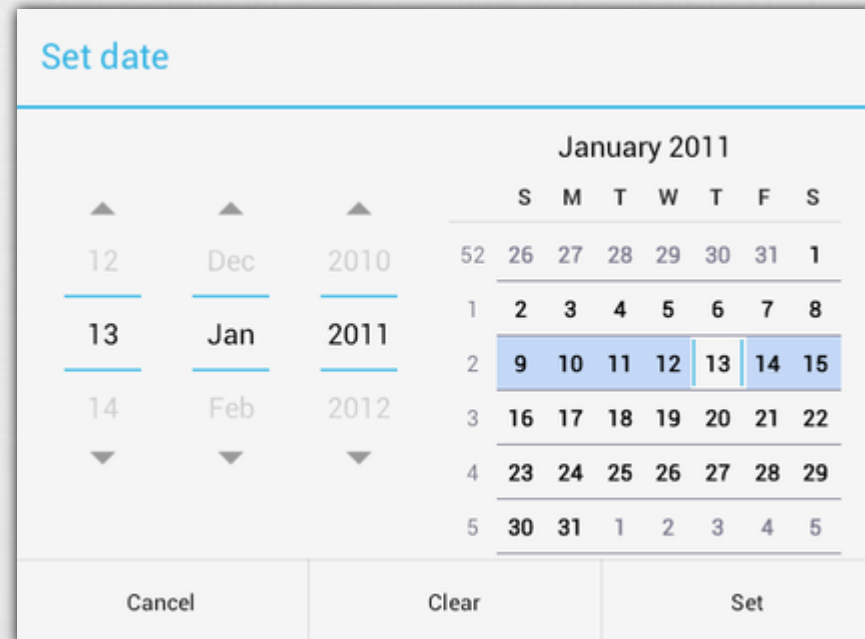 Set date
12 Dec 2010
13 Jan 2011
14 Feb 2012
January 2011
S M T W T F S
52 26 27 28 29 30 31 1
1 2 3 4 5 6 7 8
2 9 10 11 12 13 14 15
3 16 17 18 19 20 21 22
4 23 24 25 26 27 28 29
5 30 31 1 2 3 4 5
Cancel Clear Set